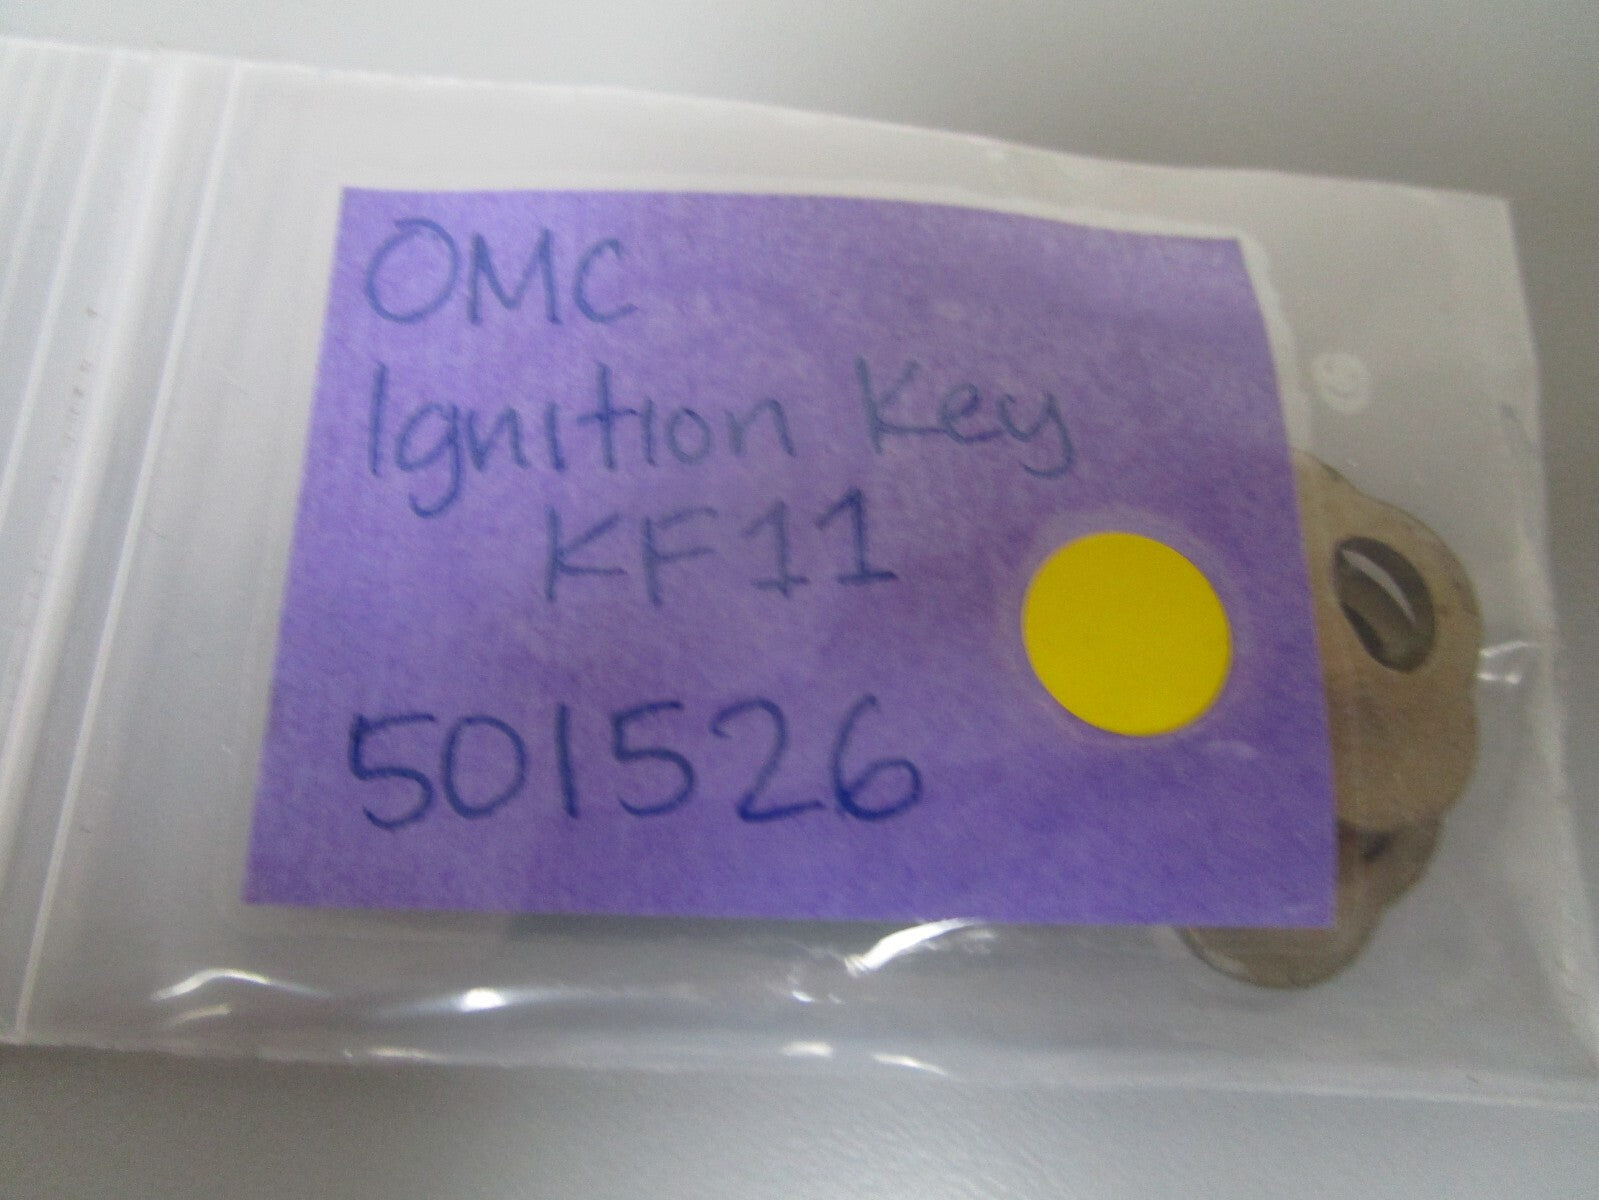 OMC
Ignition Key
KF11
501526